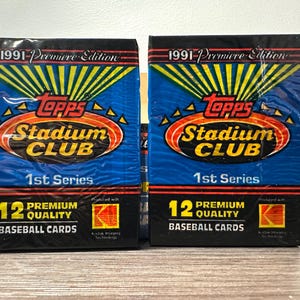 1991 Premiere Edition
Topps
Stadium
CLUB
1st Series
12 PREMIUM
QUALITY
BASEBALL CARDS
1991 Premiere Edition
Topps
Stadium
CLUB
1st Series
12 PREMIUM
QUALITY
BASEBALL CARDS